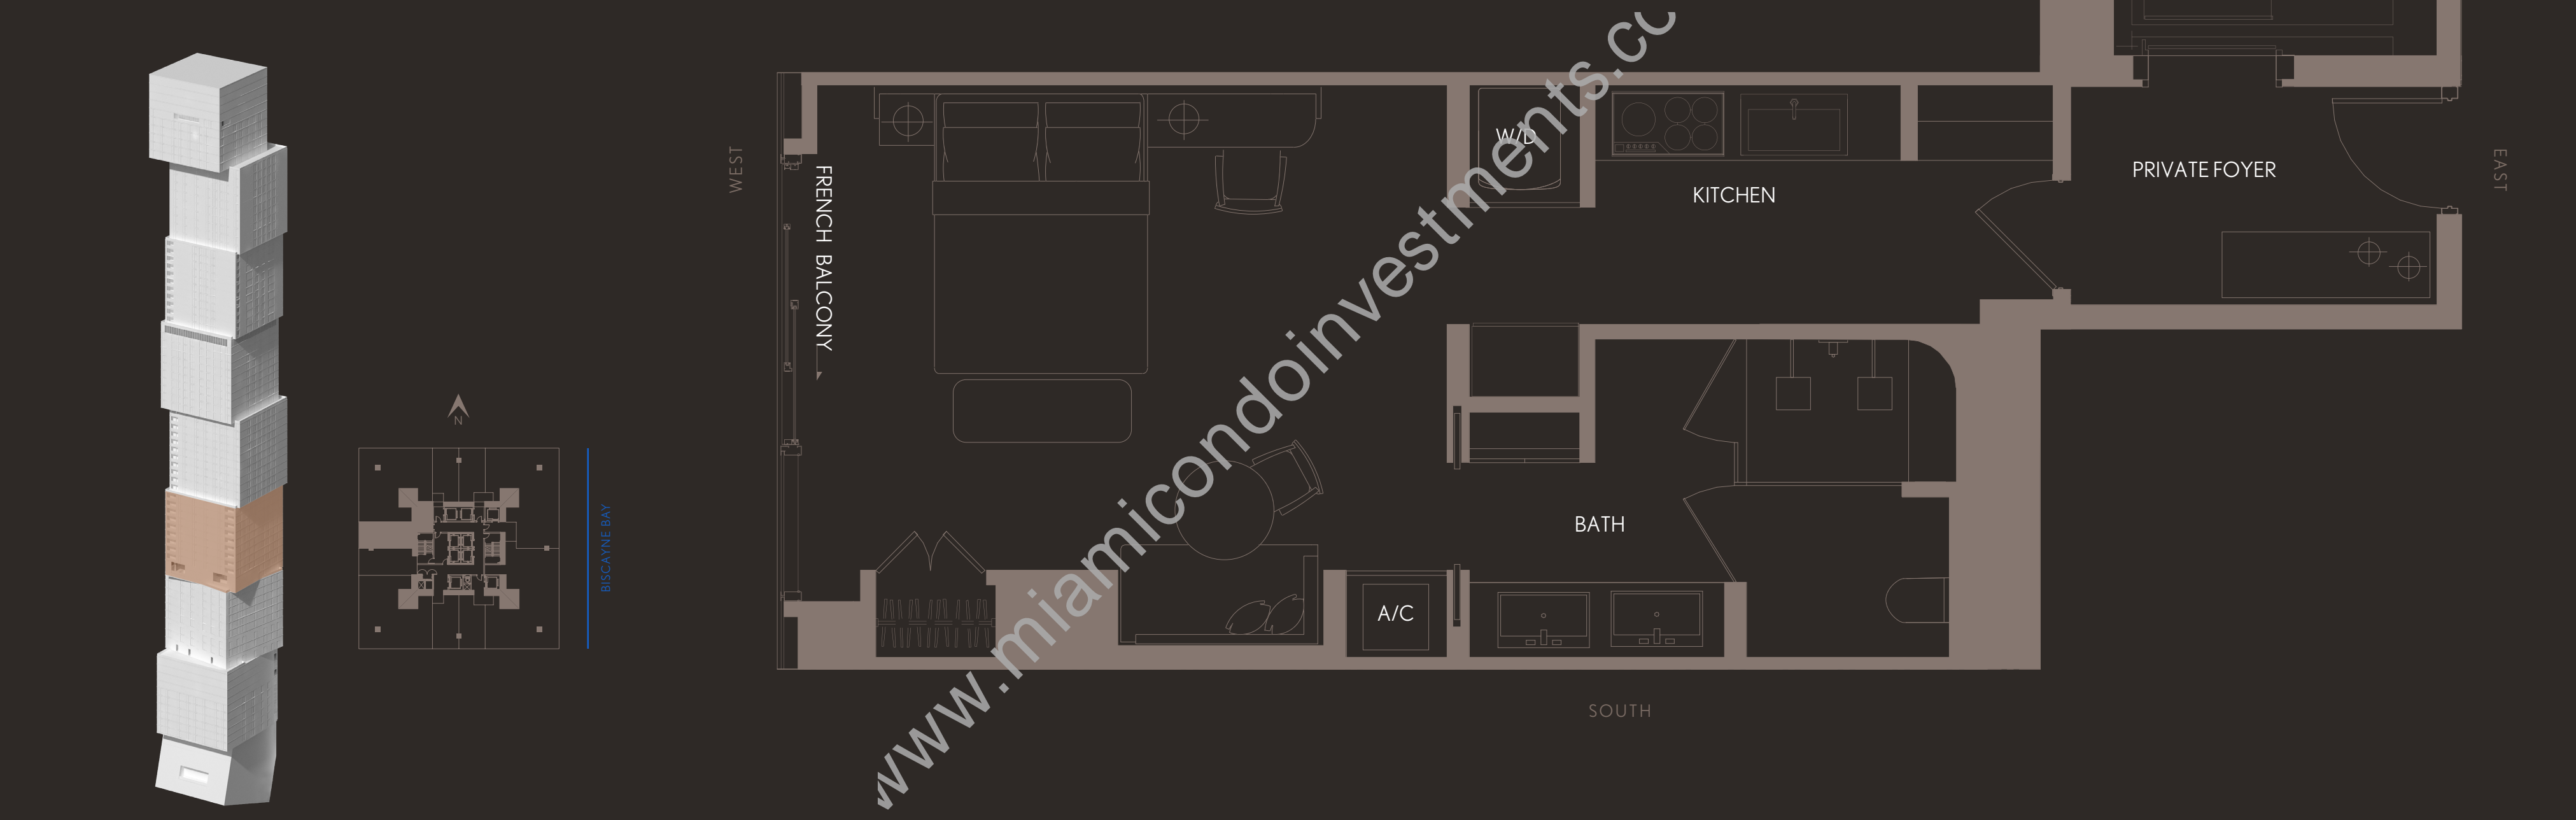 WEST
FRENCH BALCONY
W/D
KITCHEN
PRIVATE FOYER
EAST
N
BISCAYNE BAY
BATH
A/C
SOUTH
www.miamicondoinvestments.co